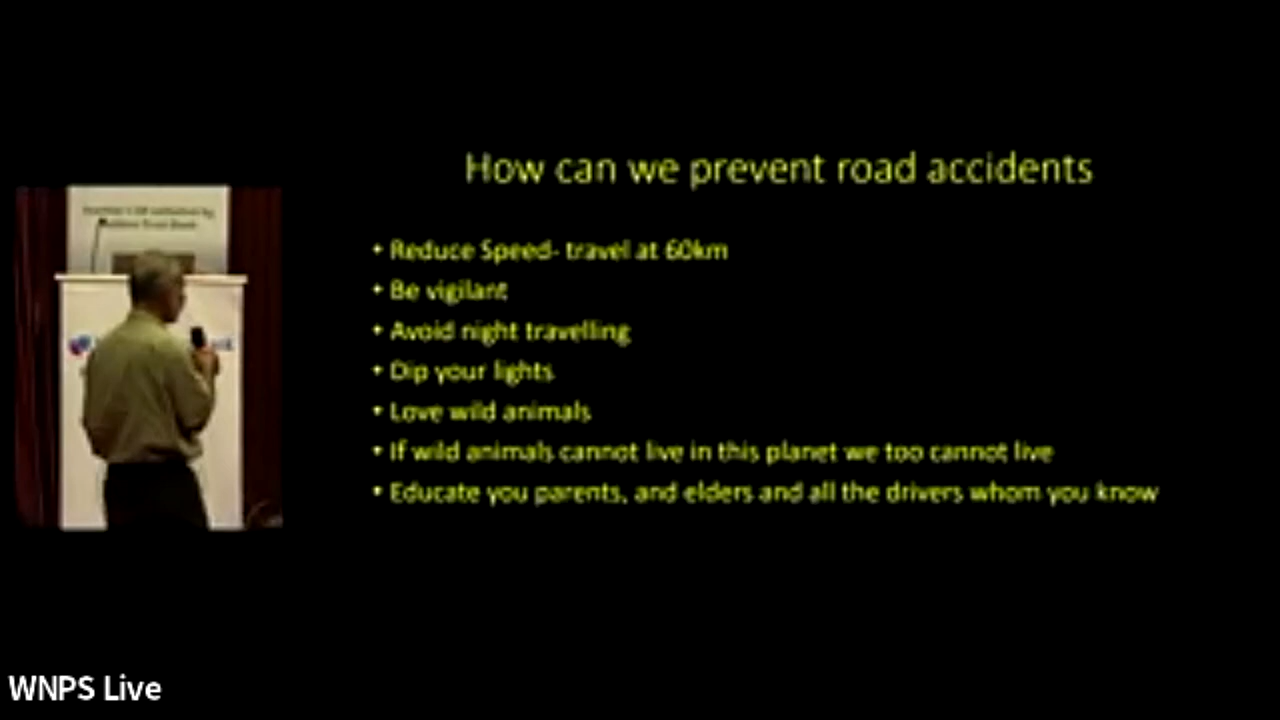 How can we prevent road accidents
• Reduce Speed- travel at 60km
• Be vigilant
• Avoid night travelling
• Dip your lights
• Love wild animals
• If wild animals cannot live in this planet we too cannot live
• Educate you parents, and elders and all the drivers whom you know
WNPS Live